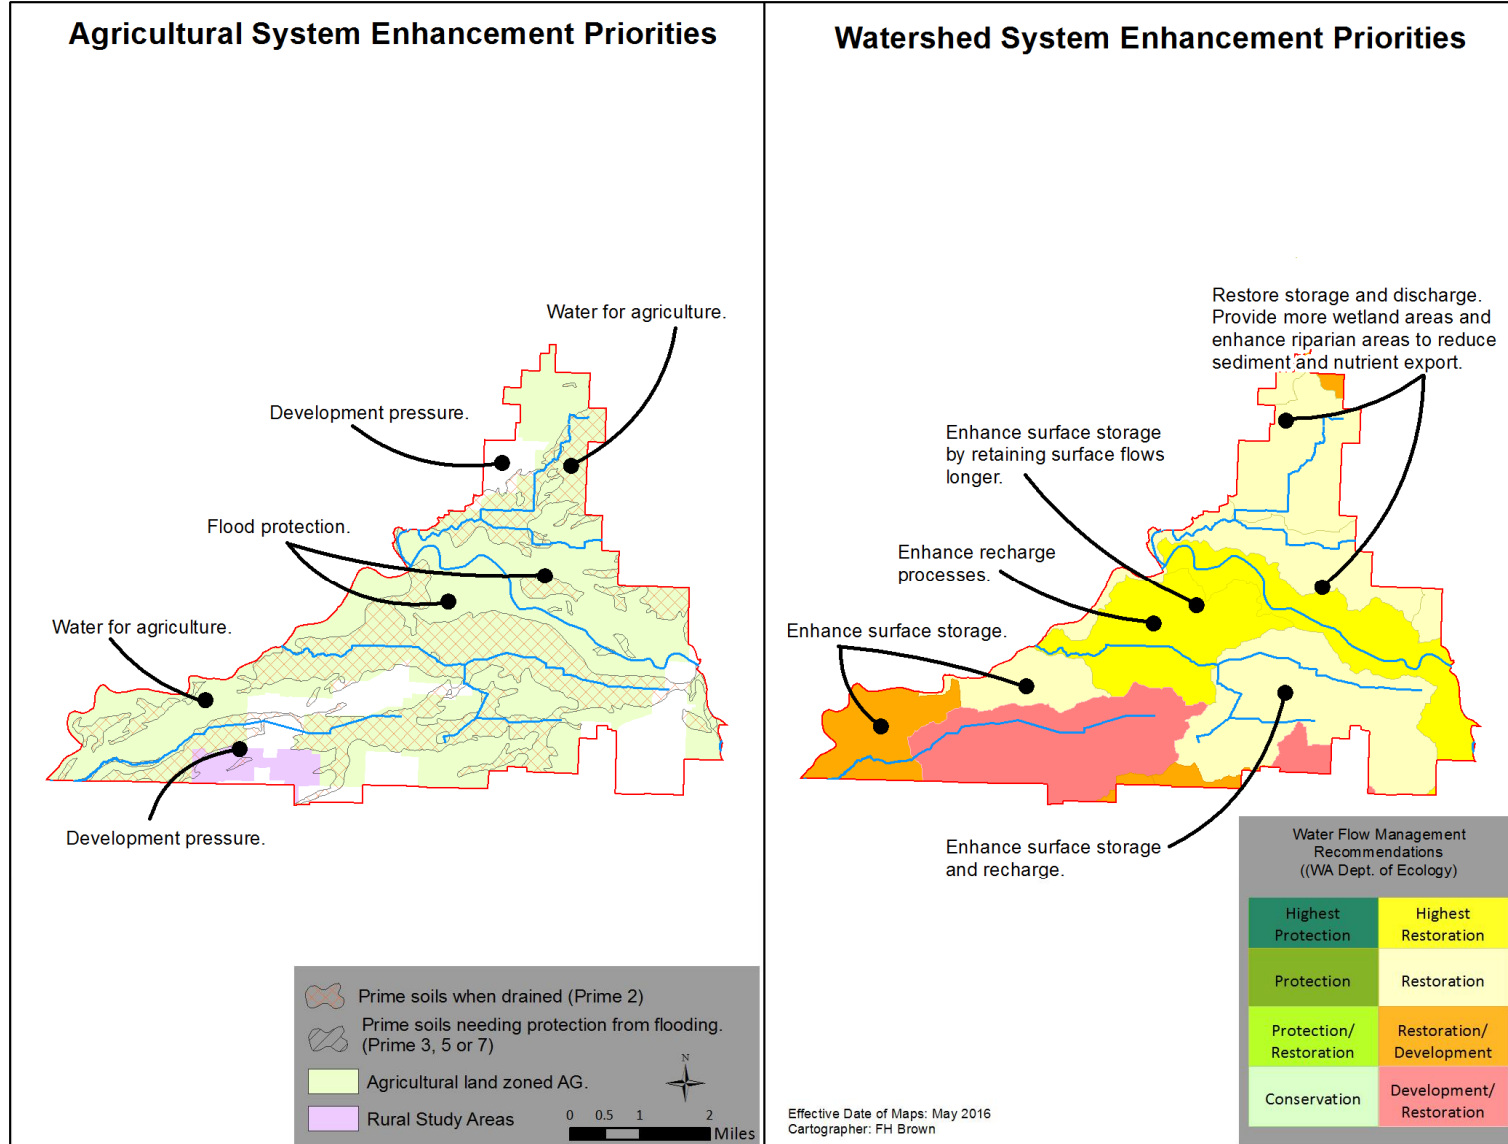 Agricultural System Enhancement Priorities
Water for agriculture.
Development pressure.
Flood protection.
Water for agriculture.
Development pressure.
Prime soils when drained (Prime 2)
Prime soils needing protection from flooding.
(Prime 3, 5 or 7)
Agricultural land zoned AG.
Rural Study Areas
N
0 0.5 1 2
Miles
Watershed System Enhancement Priorities
Restore storage and discharge.
Provide more wetland areas and
enhance riparian areas to reduce
sediment and nutrient export.
Enhance surface storage
by retaining surface flows
longer.
Enhance recharge
processes.
Enhance surface storage.
Enhance surface storage
and recharge.
Water Flow Management
Recommendations
((WA Dept. of Ecology)
Highest
Protection
Highest
Restoration
Protection
Restoration
Protection/
Restoration
Restoration/
Development
Conservation
Development/
Restoration
Effective Date of Maps: May 2016
Cartographer: FH Brown